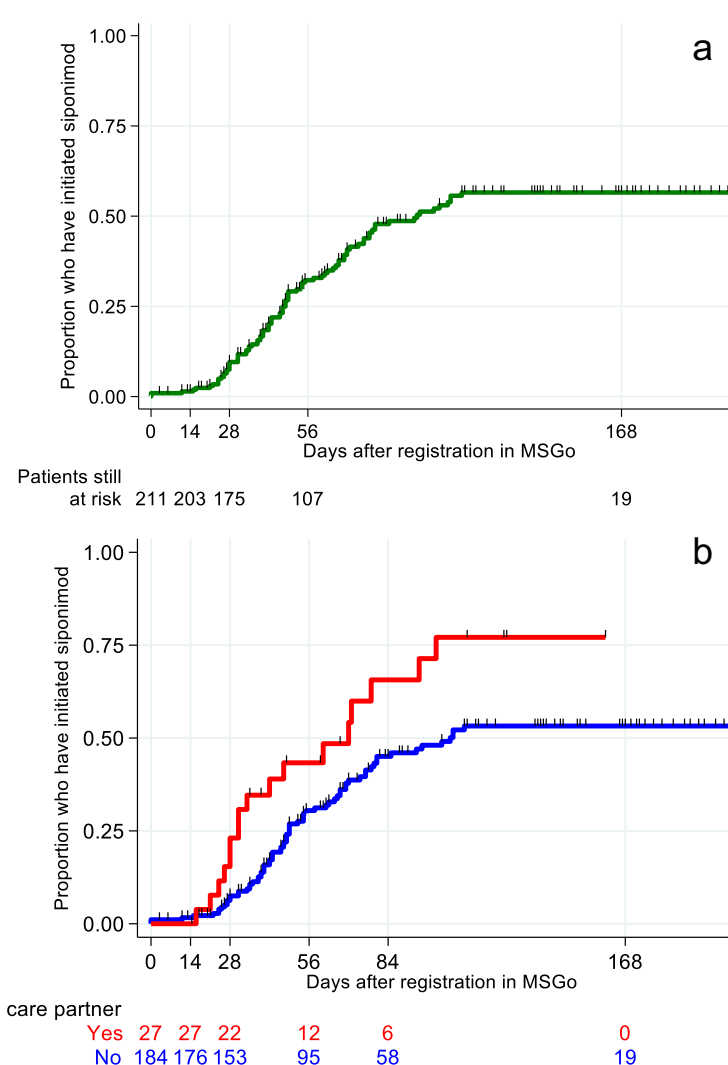 a
Proportion who have initiated siponimod
1.00
0.75
0.50
0.25
0.00
0 14 28 56 168
Days after registration in MSGo
Patients still
at risk 211 203 175 107 19
b
Proportion who have initiated siponimod
1.00
0.75
0.50
0.25
0.00
0 14 28 56 84 168
Days after registration in MSGo
care partner
Yes 27 27 22 12 6 0
No 184 176 153 95 58 19